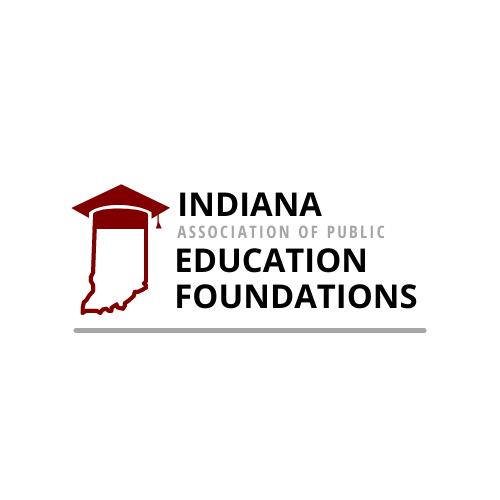 INDIANA
ASSOCIATION OF PUBLIC
EDUCATION
FOUNDATIONS